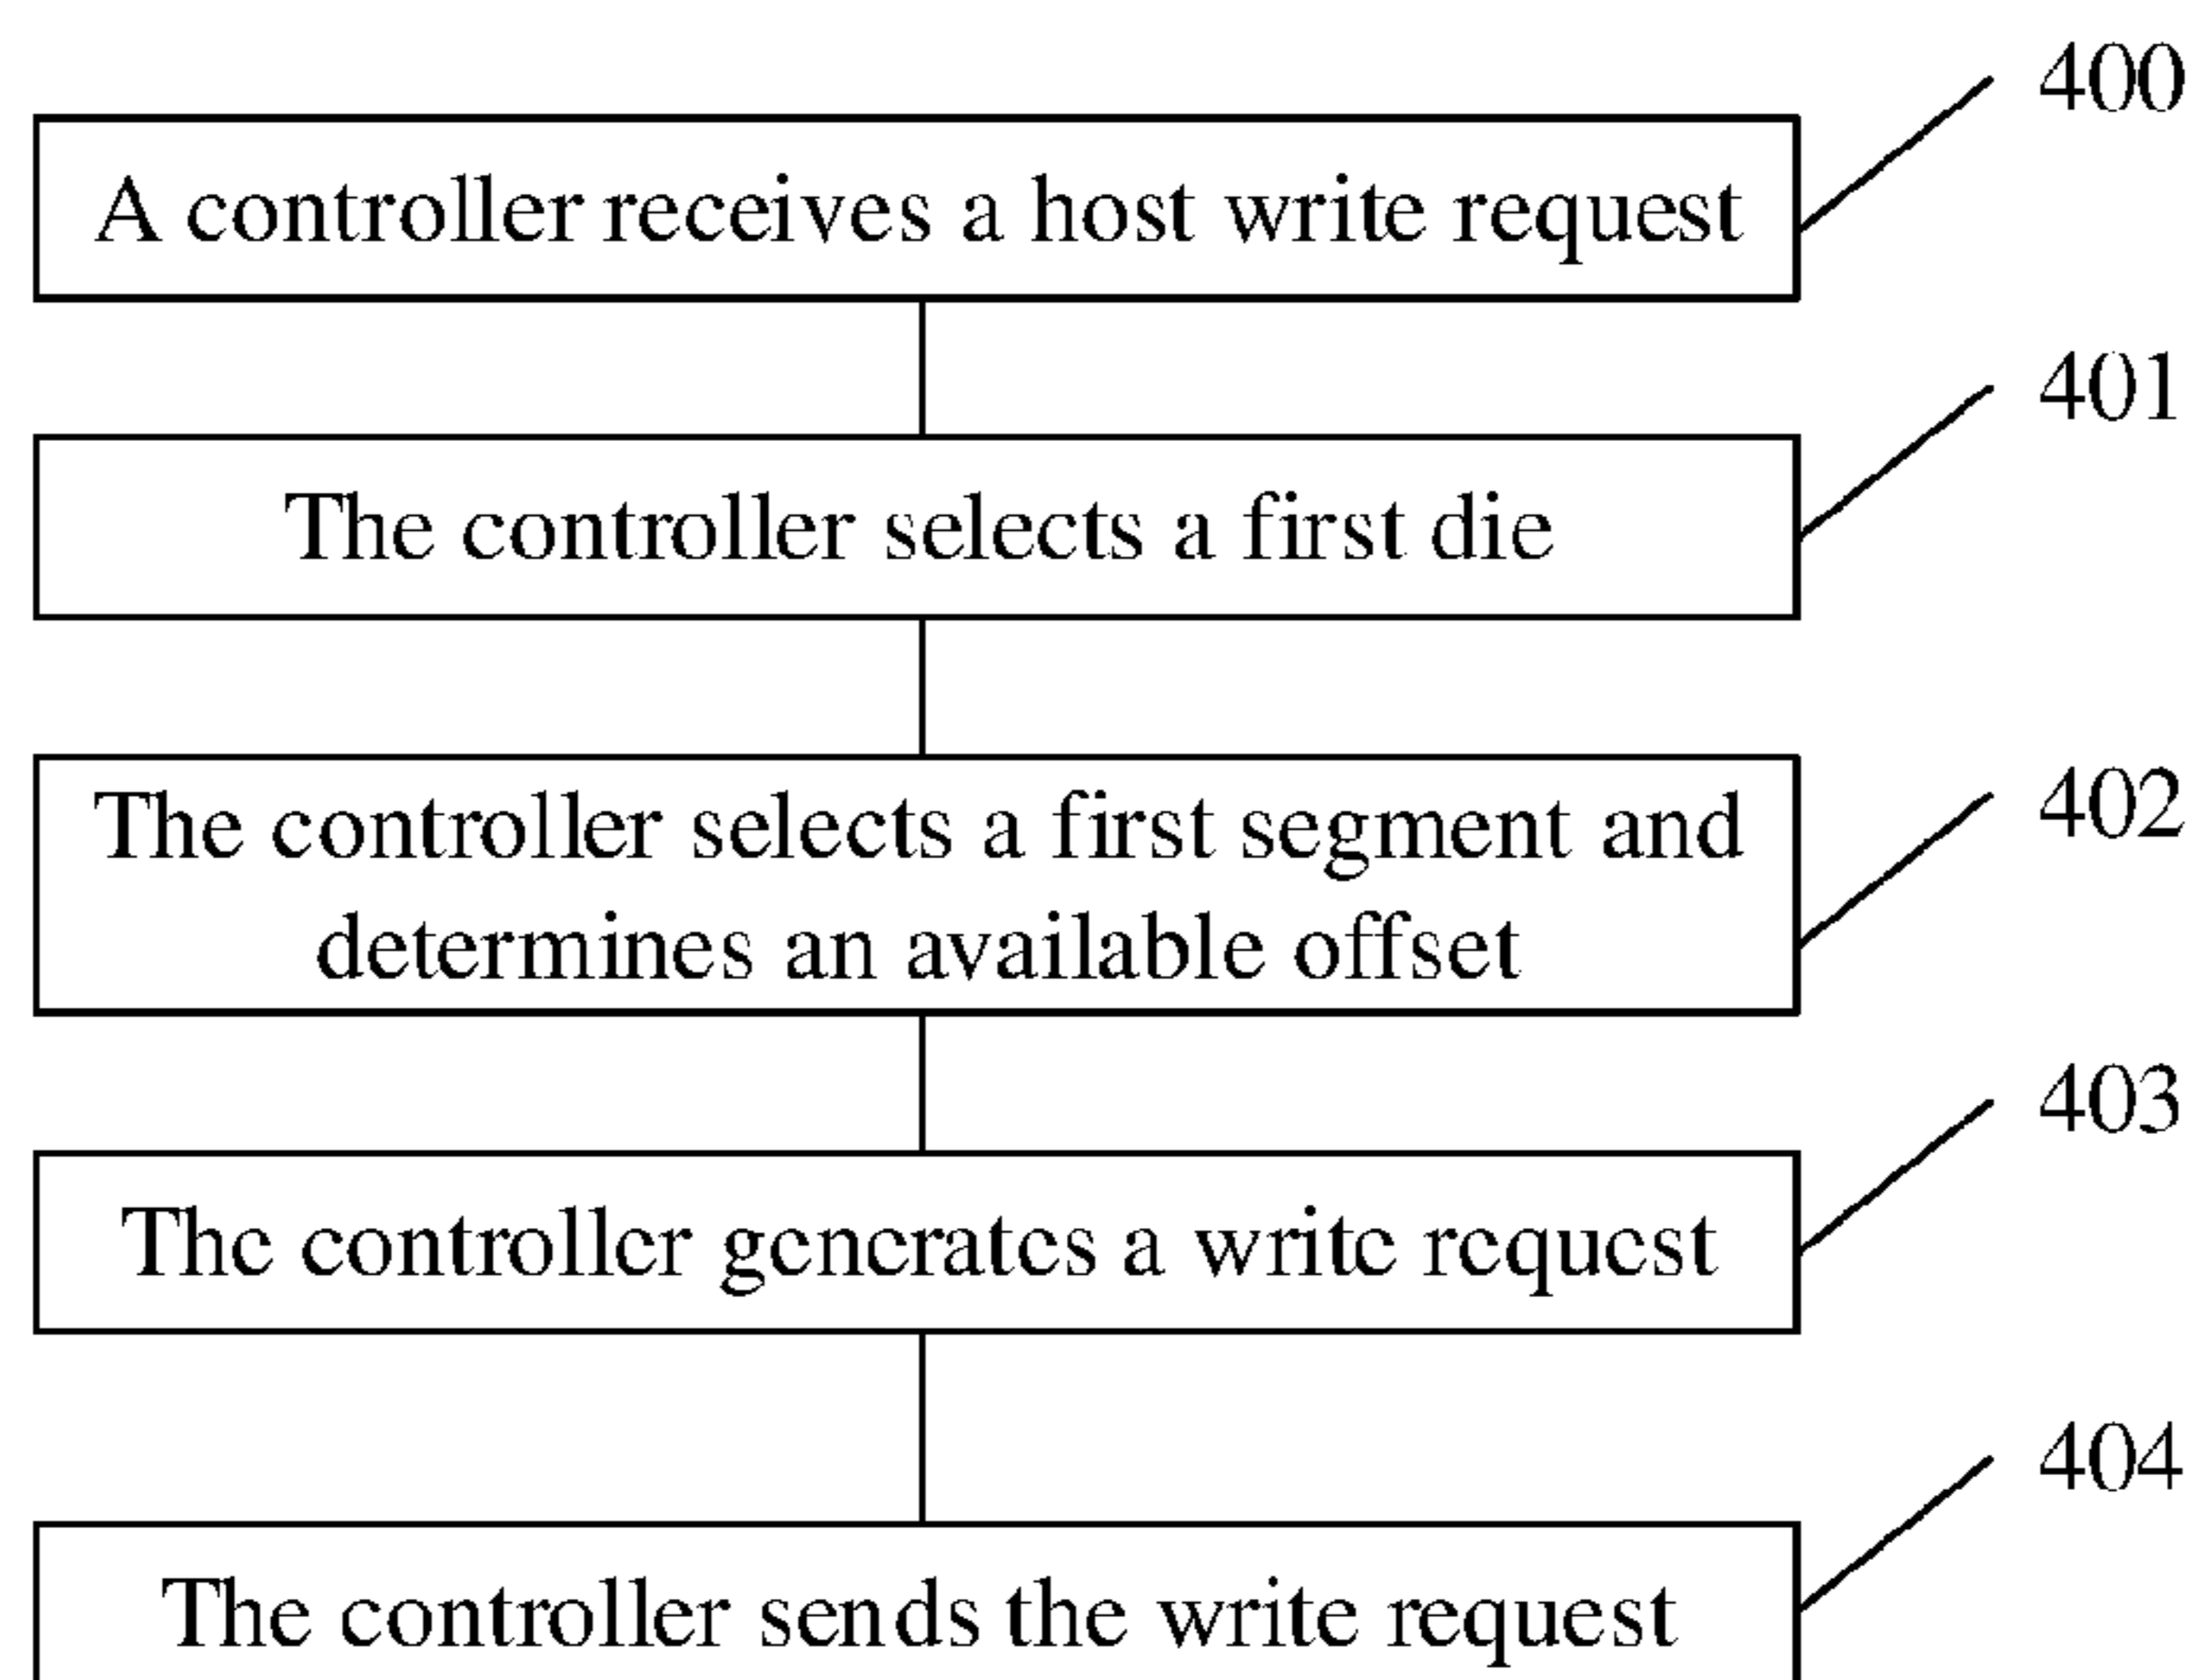 400
A controller receives a host write request
401
The controller selects a first die
402
The controller selects a first segment and
determines an available offset
403
The controller generates a write request
404
The controller sends the write request